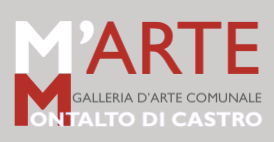 M'ARTE
GALLERIA D'ARTE COMUNALE
MONTALTO DI CASTRO